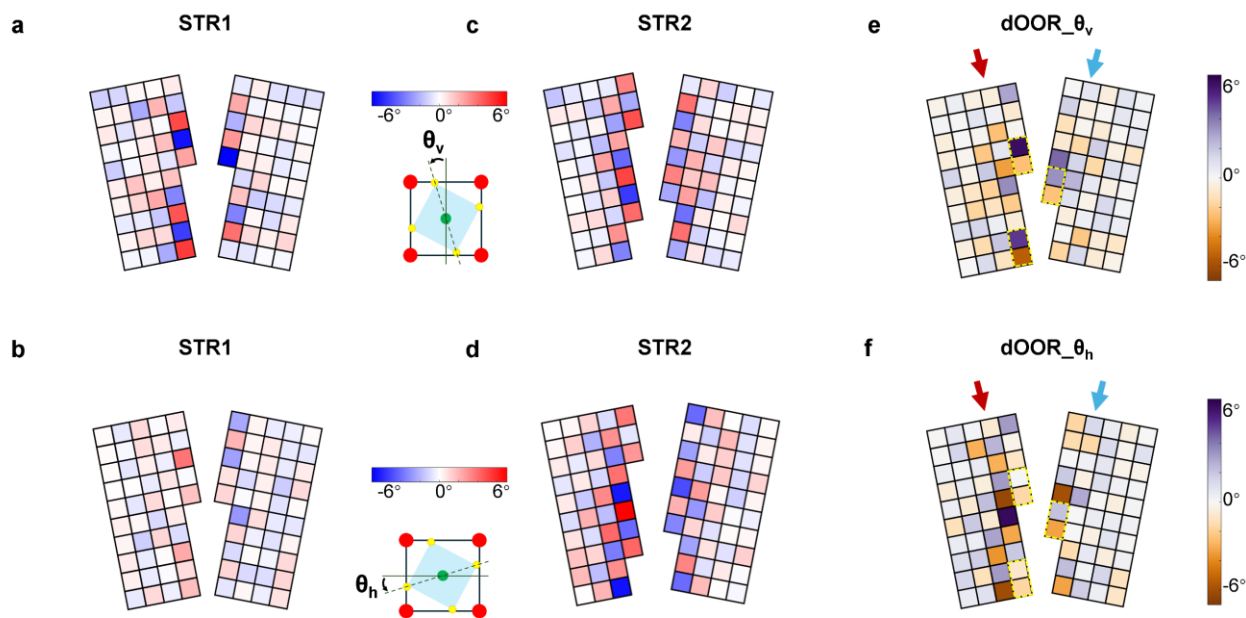 a
STR1
c
STR2
e
dOOR_θv
-6° 0° 6°
θv
6°
0°
-6°
b
STR1
d
STR2
f
dOOR_θh
-6° 0° 6°
θh
6°
0°
-6°